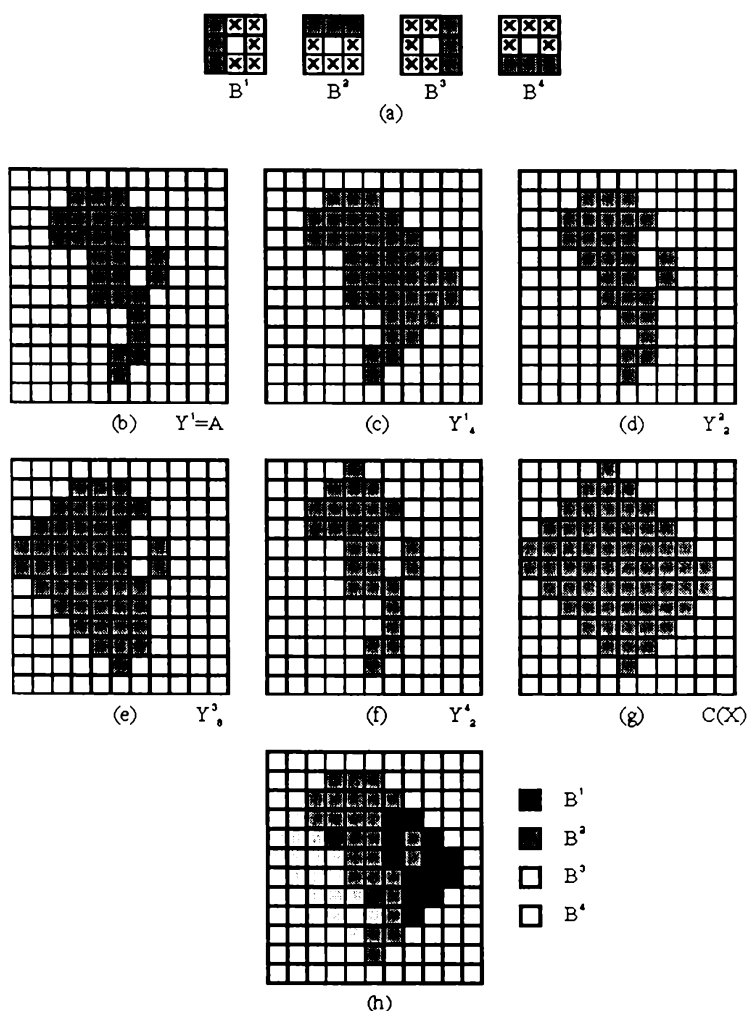 B¹ B² B³ B⁴
(a)
(b) Y¹=A (c) Y¹₄ (d) Y²₂
(e) Y³₈ (f) Y⁴₂ (g) C(X)
B¹
B²
B³
B⁴
(h)